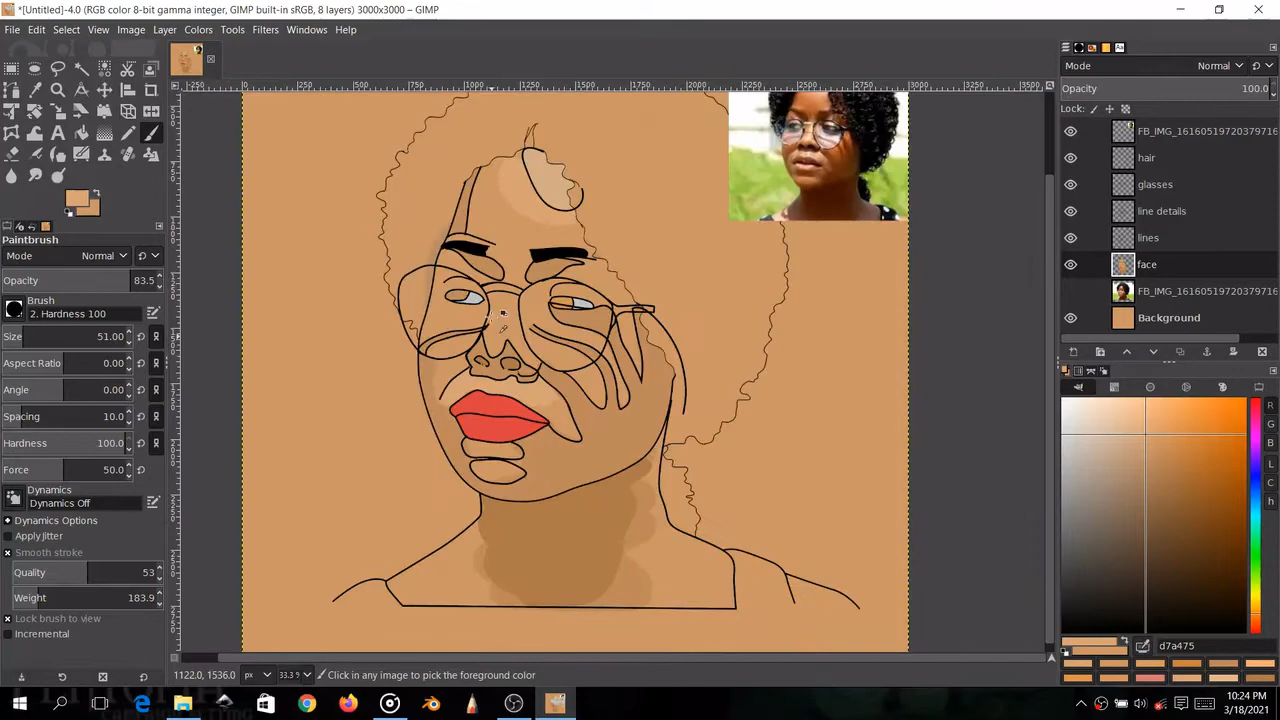 *[Untitled]-4.0 (RGB color 8-bit gamma integer, GIMP built-in sRGB, 8 layers) 3000x3000 – GIMP
File Edit Select View Image Layer Colors Tools Filters Windows Help
Mode Normal
Opacity 100.0
Lock:
FB_IMG_16160519720379716
hair
glasses
line details
lines
face
FB_IMG_16160519720379716
Background
Paintbrush
Mode Normal
Opacity 83.5
Brush
2. Hardness 100
Size 51.00
Aspect Ratio 0.00
Angle 0.00
Spacing 10.0
Hardness 100.0
Force 50.0
Dynamics
Dynamics Off
Dynamics Options
Apply Jitter
Smooth stroke
Quality 53
Weight 183.9
Lock brush to view
Incremental
R
G
B
L
C
h
d7a475
1122.0, 1536.0 px 33.3 % Click in any image to pick the foreground color
10:24 PM
3/18/2021